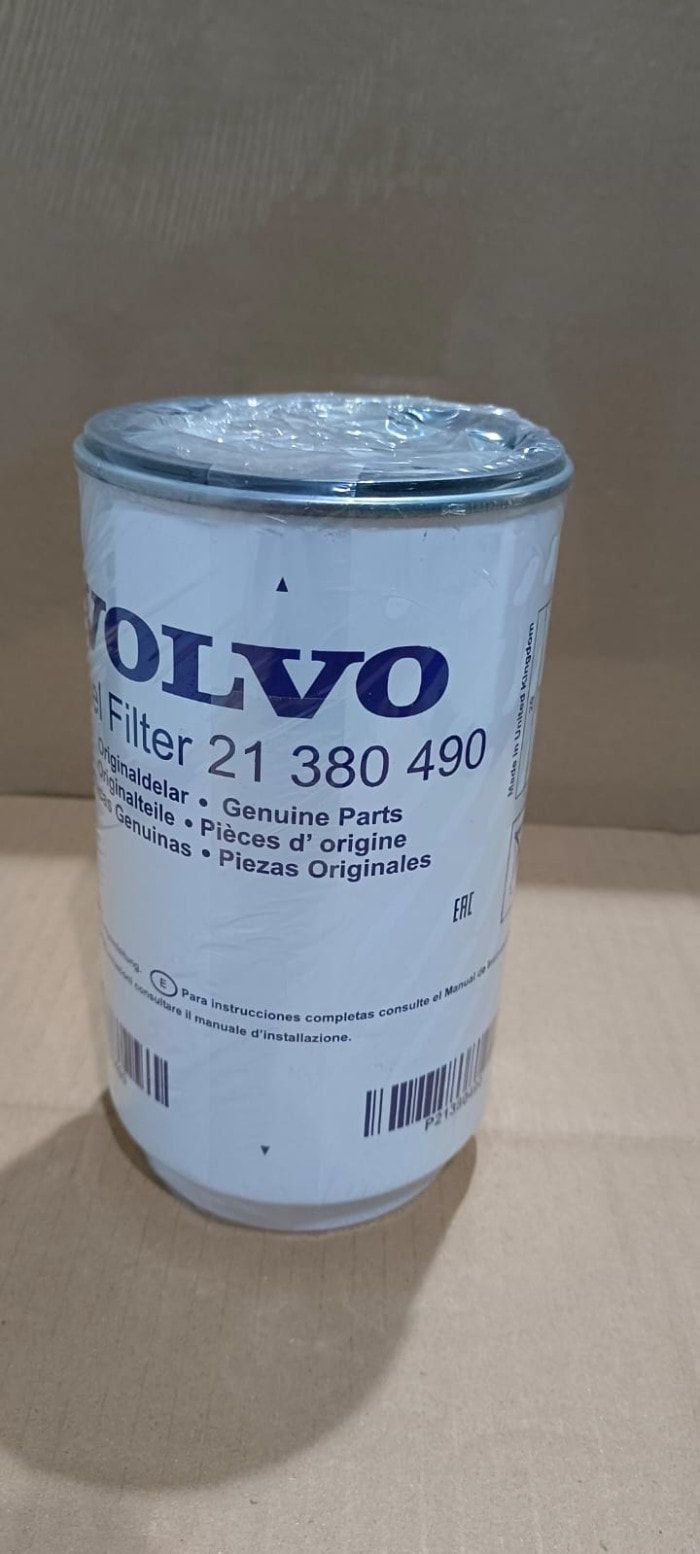 VOLVO
el Filter 21 380 490
Originaldelar • Genuine Parts
Originalteile • Pièces d' origine
Genuinas • Piezas Originales
EAC
Made in United Kingdom
E Para instrucciones completas consulte el Manual de
consultare il manuale d'installazione.